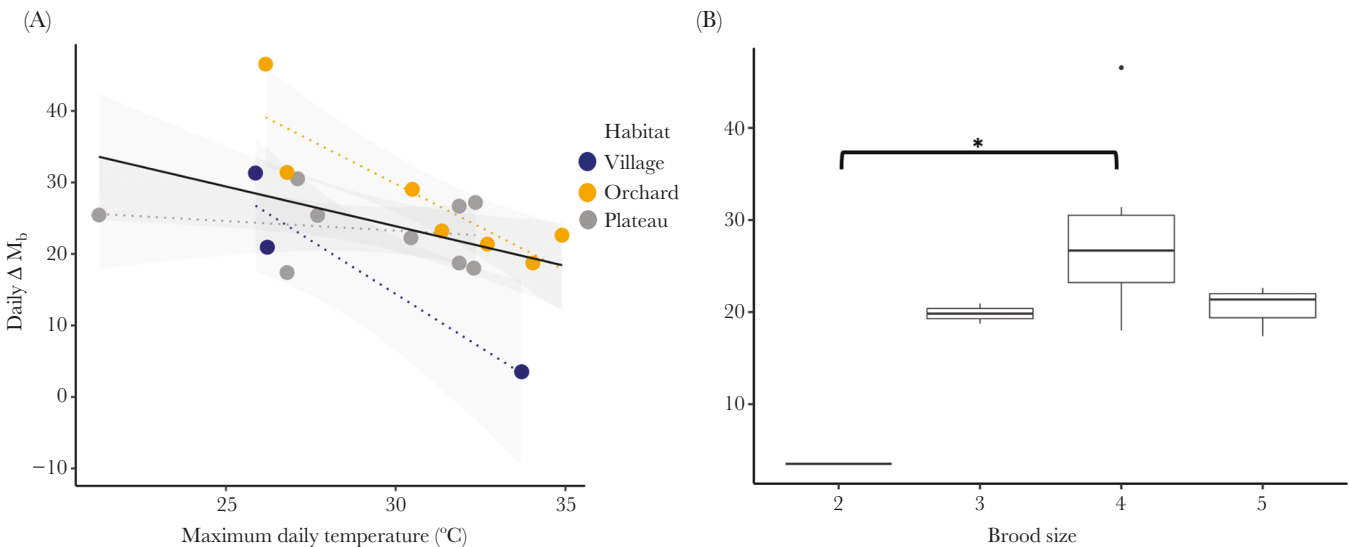 (A)
Daily Δ M_b
40
30
20
10
0
−10
25
30
35
Maximum daily temperature (ºC)
Habitat
Village
Orchard
Plateau
(B)
40
30
20
10
*
2
3
4
5
Brood size